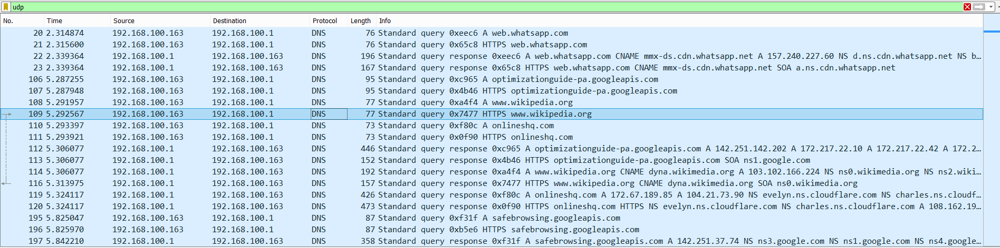 udp
No. Time Source Destination Protocol Length Info
20 2.314874 192.168.100.163 192.168.100.1 DNS 76 Standard query 0xeec6 A web.whatsapp.com
21 2.315600 192.168.100.163 192.168.100.1 DNS 76 Standard query 0x65c8 HTTPS web.whatsapp.com
22 2.339364 192.168.100.1 192.168.100.163 DNS 196 Standard query response 0xeec6 A web.whatsapp.com CNAME mmx-ds.cdn.whatsapp.net A 157.240.227.60 NS d.ns.cdn.whatsapp.net NS b…
23 2.339364 192.168.100.1 192.168.100.163 DNS 167 Standard query response 0x65c8 HTTPS web.whatsapp.com CNAME mmx-ds.cdn.whatsapp.net SOA a.ns.cdn.whatsapp.net
106 5.287255 192.168.100.163 192.168.100.1 DNS 95 Standard query 0xc965 A optimizationguide-pa.googleapis.com
107 5.287948 192.168.100.163 192.168.100.1 DNS 95 Standard query 0x4b46 HTTPS optimizationguide-pa.googleapis.com
108 5.291957 192.168.100.163 192.168.100.1 DNS 77 Standard query 0xa4f4 A www.wikipedia.org
109 5.292567 192.168.100.163 192.168.100.1 DNS 77 Standard query 0x7477 HTTPS www.wikipedia.org
110 5.293397 192.168.100.163 192.168.100.1 DNS 73 Standard query 0xf80c A onlineshq.com
111 5.293921 192.168.100.163 192.168.100.1 DNS 73 Standard query 0x0f90 HTTPS onlineshq.com
112 5.306077 192.168.100.1 192.168.100.163 DNS 446 Standard query response 0xc965 A optimizationguide-pa.googleapis.com A 142.251.142.202 A 172.217.22.10 A 172.217.22.42 A 172.2…
113 5.306077 192.168.100.1 192.168.100.163 DNS 152 Standard query response 0x4b46 HTTPS optimizationguide-pa.googleapis.com SOA ns1.google.com
114 5.306077 192.168.100.1 192.168.100.163 DNS 192 Standard query response 0xa4f4 A www.wikipedia.org CNAME dyna.wikimedia.org A 103.102.166.224 NS ns0.wikimedia.org NS ns2.wiki…
116 5.313975 192.168.100.1 192.168.100.163 DNS 157 Standard query response 0x7477 HTTPS www.wikipedia.org CNAME dyna.wikimedia.org SOA ns0.wikimedia.org
119 5.324117 192.168.100.1 192.168.100.163 DNS 426 Standard query response 0xf80c A onlineshq.com A 172.67.189.85 A 104.21.73.90 NS evelyn.ns.cloudflare.com NS charles.ns.cloudf…
120 5.324117 192.168.100.1 192.168.100.163 DNS 473 Standard query response 0x0f90 HTTPS onlineshq.com HTTPS NS evelyn.ns.cloudflare.com NS charles.ns.cloudflare.com A 108.162.19…
195 5.825047 192.168.100.163 192.168.100.1 DNS 87 Standard query 0xf31f A safebrowsing.googleapis.com
196 5.825970 192.168.100.163 192.168.100.1 DNS 87 Standard query 0xb5e6 HTTPS safebrowsing.googleapis.com
197 5.842210 192.168.100.1 192.168.100.163 DNS 358 Standard query response 0xf31f A safebrowsing.googleapis.com A 142.251.37.74 NS ns3.google.com NS ns1.google.com NS ns4.google…